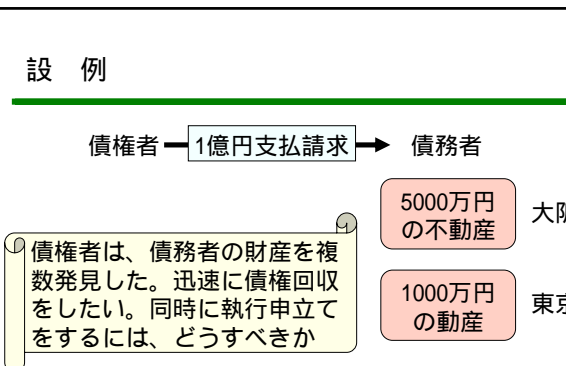 設　例
債権者
1億円支払請求
債務者
5000万円
の不動産
大阪
1000万円
の動産
東京
債権者は、債務者の財産を複
数発見した。迅速に債権回収
をしたい。同時に執行申立て
をするには、どうすべきか